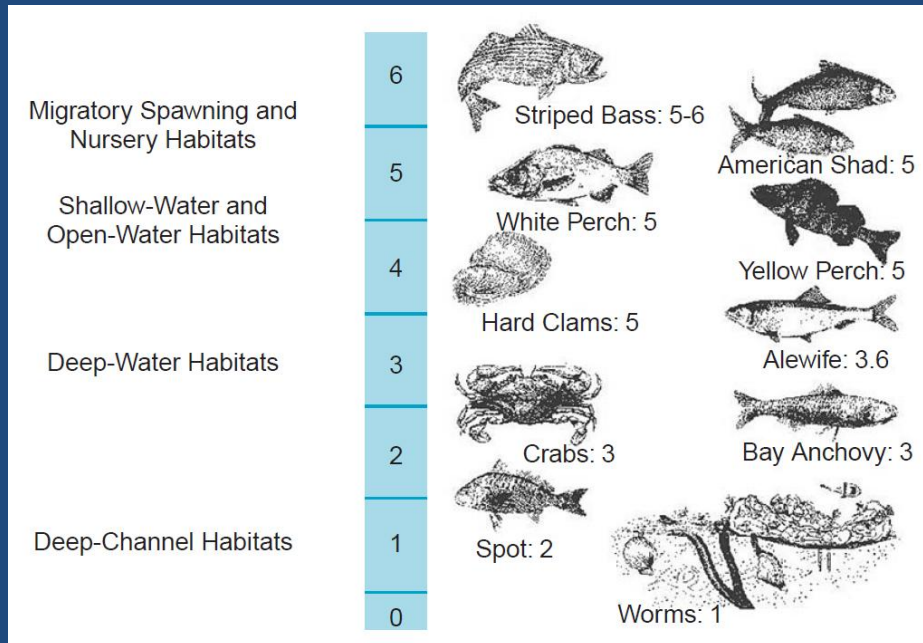 Migratory Spawning and
Nursery Habitats
Shallow-Water and
Open-Water Habitats
Deep-Water Habitats
Deep-Channel Habitats
6
5
4
3
2
1
0
Striped Bass: 5-6
American Shad: 5
White Perch: 5
Yellow Perch: 5
Hard Clams: 5
Alewife: 3.6
Crabs: 3
Bay Anchovy: 3
Spot: 2
Worms: 1